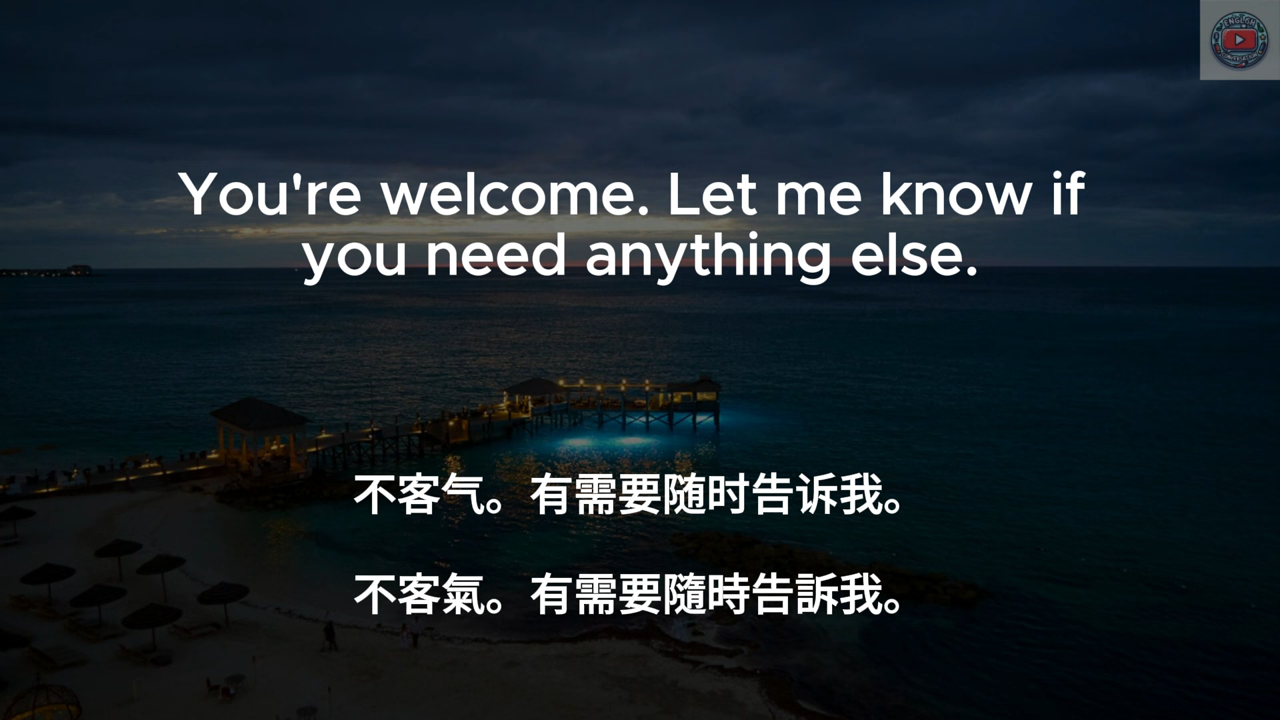 You're welcome. Let me know if
you need anything else.
不客气。有需要随时告诉我。
不客氣。有需要隨時告訴我。